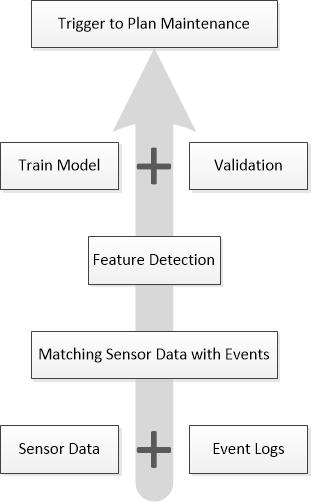 Trigger to Plan Maintenance
Train Model
Validation
Feature Detection
Matching Sensor Data with Events
Sensor Data
Event Logs